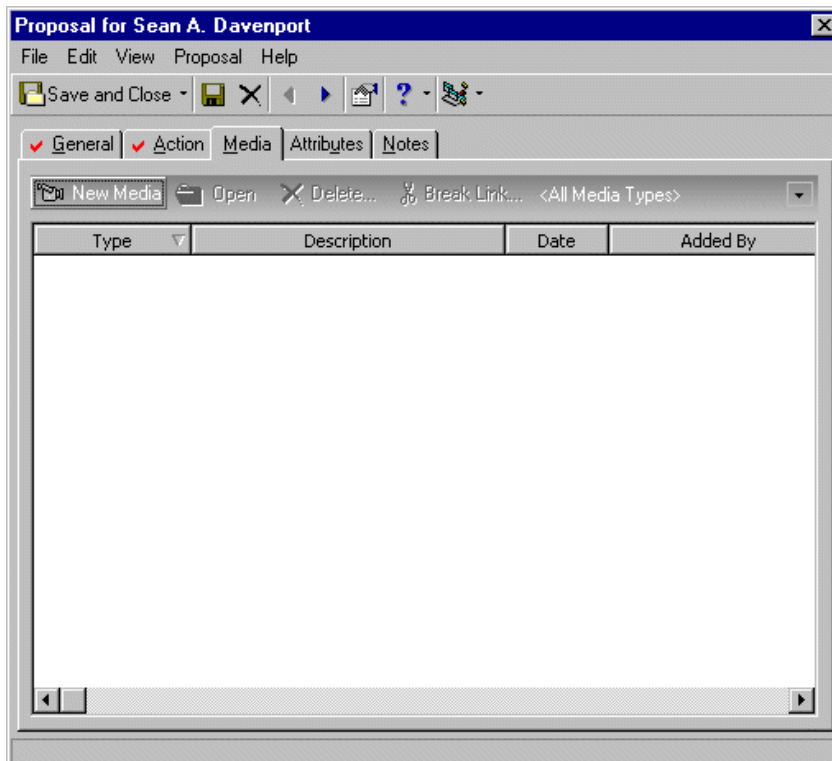 Proposal for Sean A. Davenport
File Edit View Proposal Help
Save and Close
General Action Media Attributes Notes
New Media Open Delete... Break Link... <All Media Types>
Type Description Date Added By